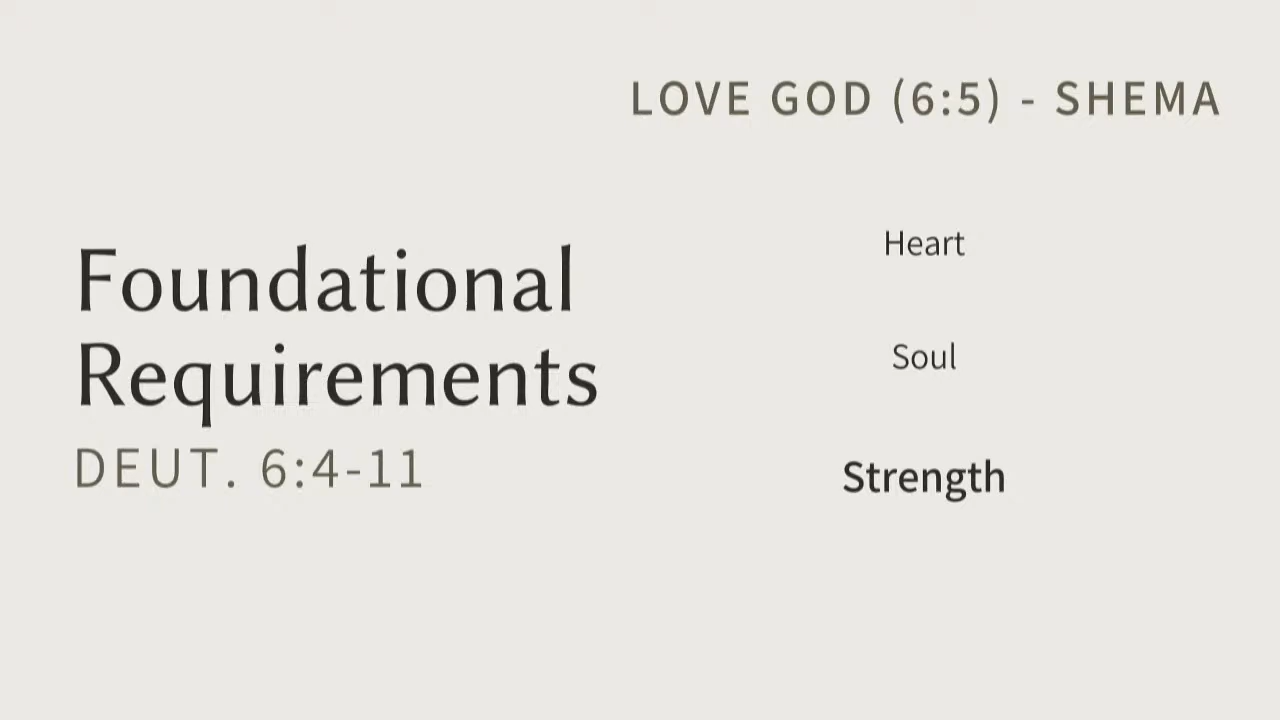 LOVE GOD (6:5) - SHEMA
Foundational
Requirements
DEUT. 6:4-11
Heart
Soul
Strength